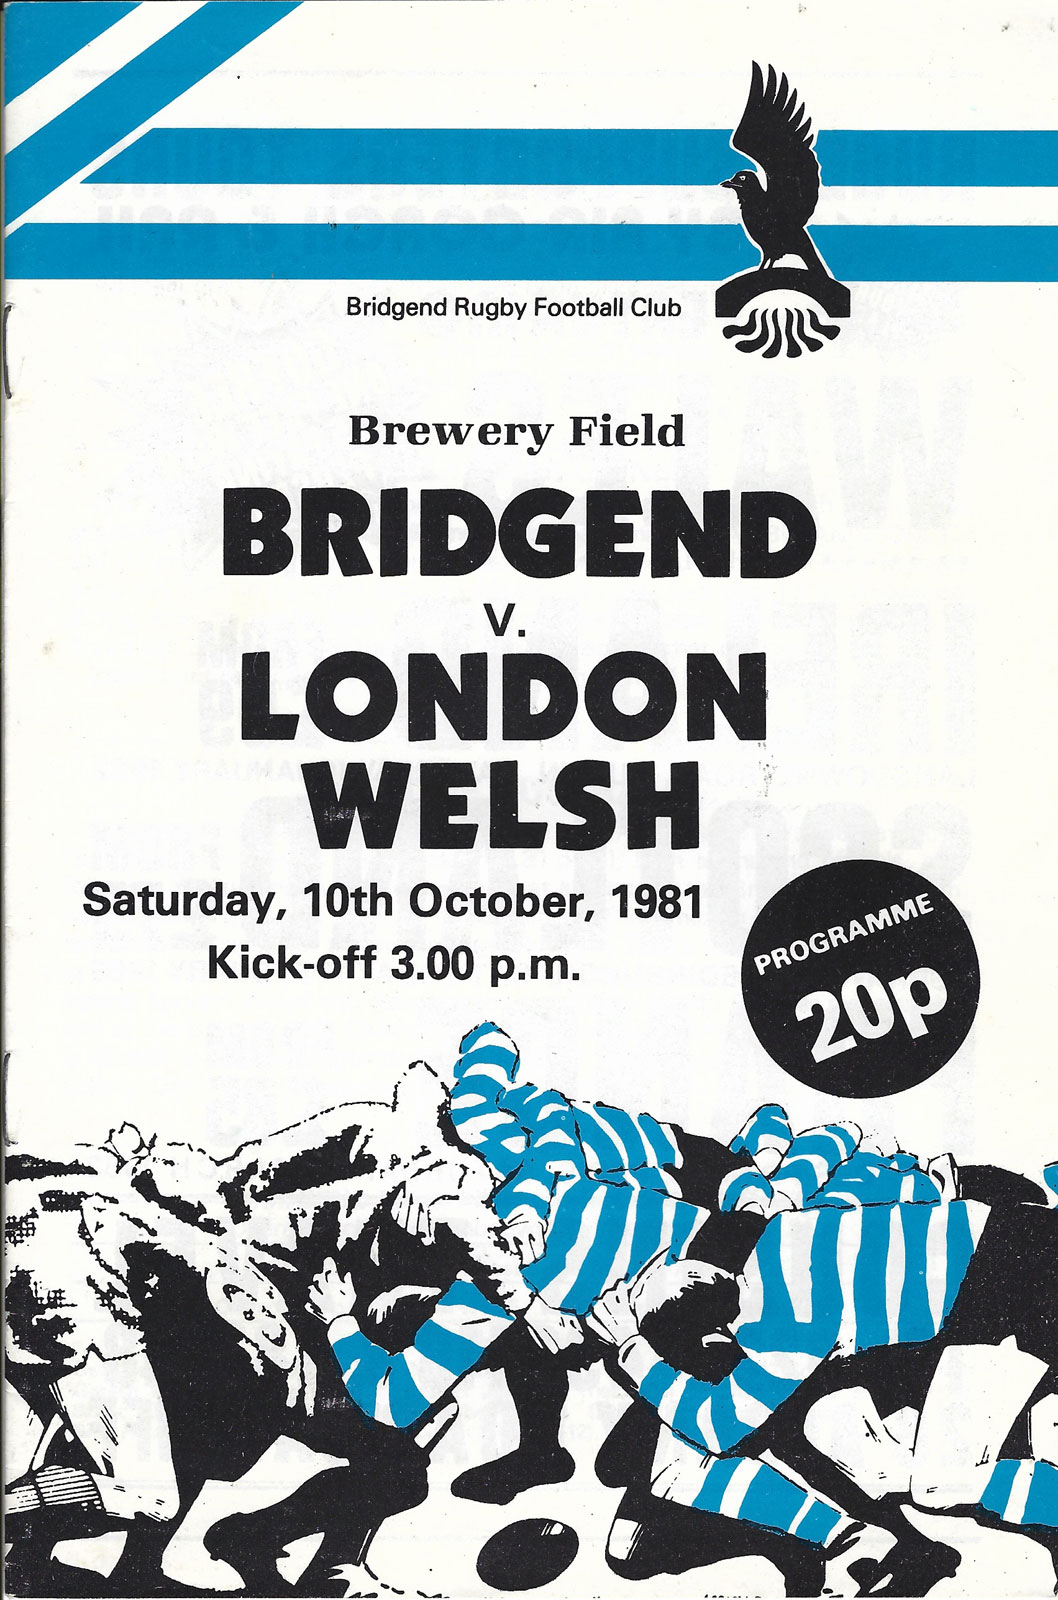 Bridgend Rugby Football Club
Brewery Field
BRIDGEND
v.
LONDON
WELSH
Saturday, 10th October, 1981
Kick-off 3.00 p.m.
PROGRAMME
20p